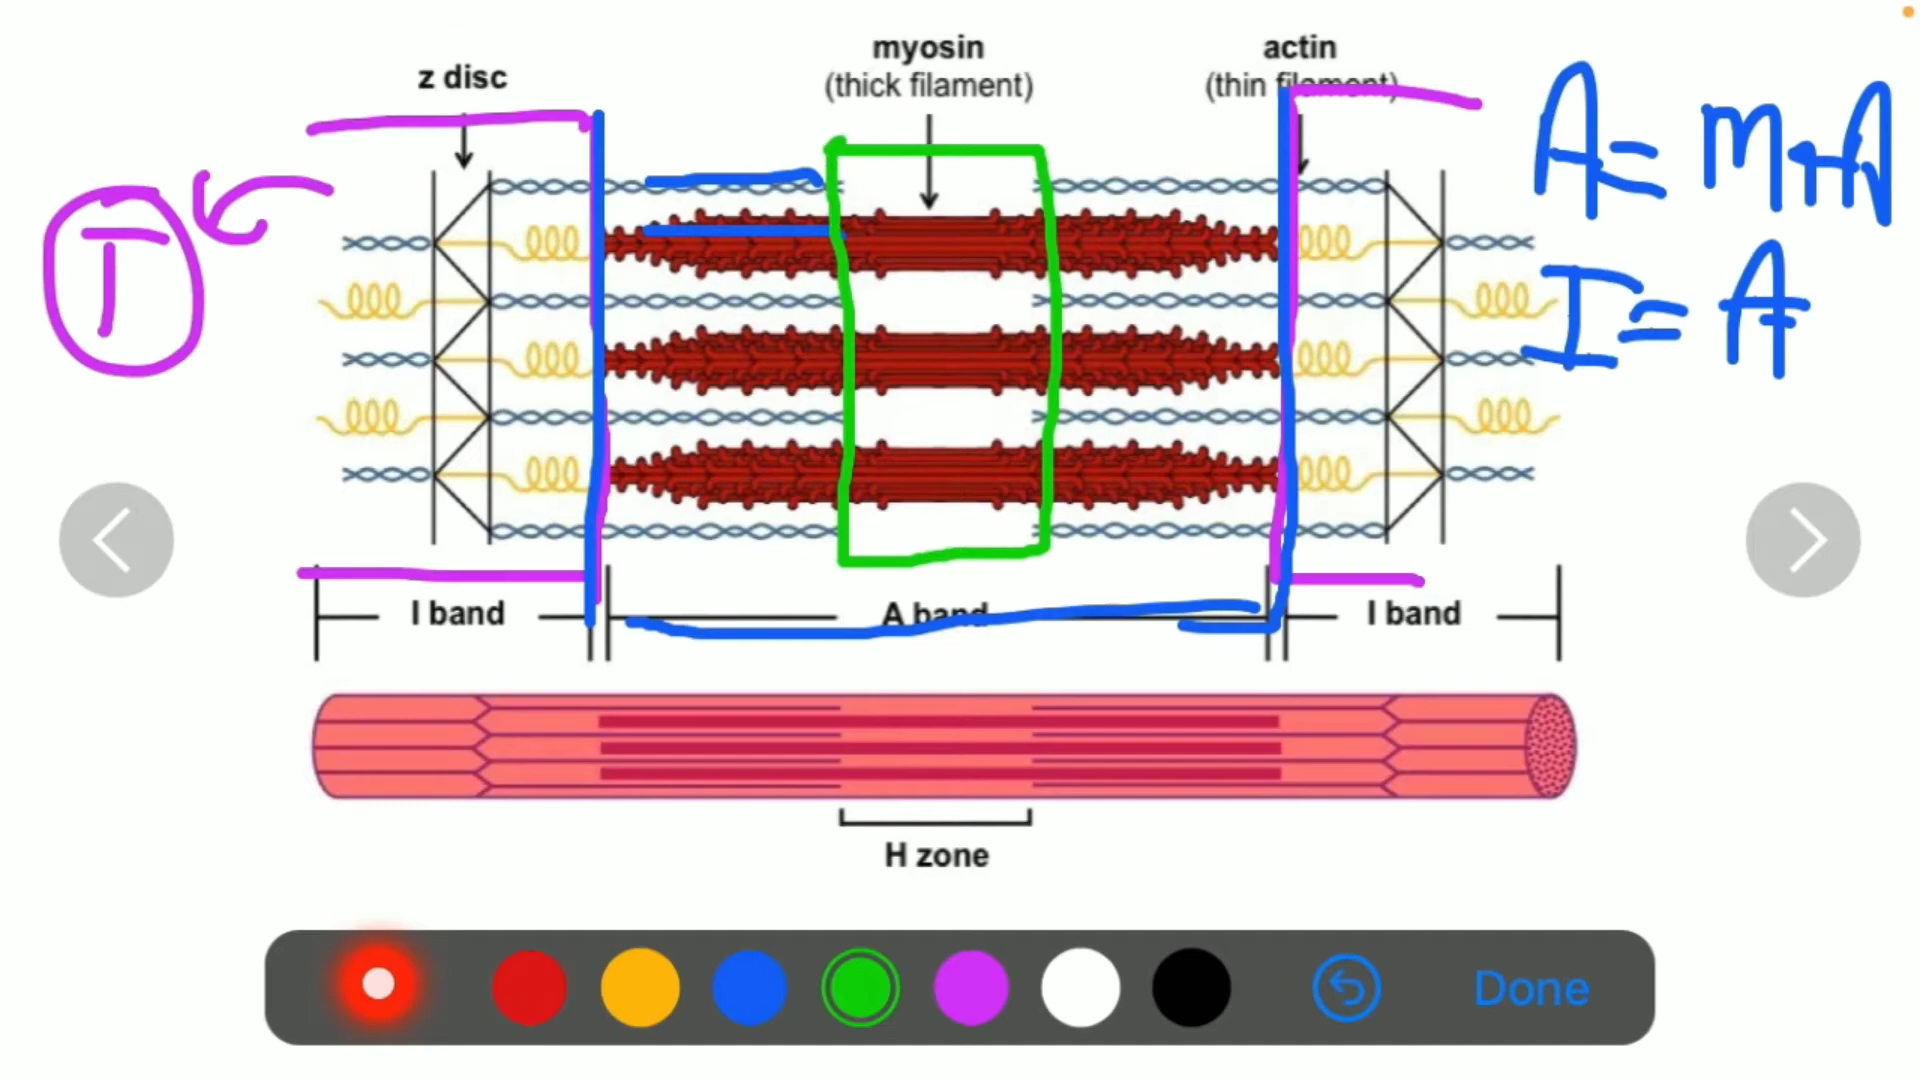 z disc
myosin
(thick filament)
actin
(thin filament)
A = M+A
I
I = A
I band
A band
I band
H zone
Done